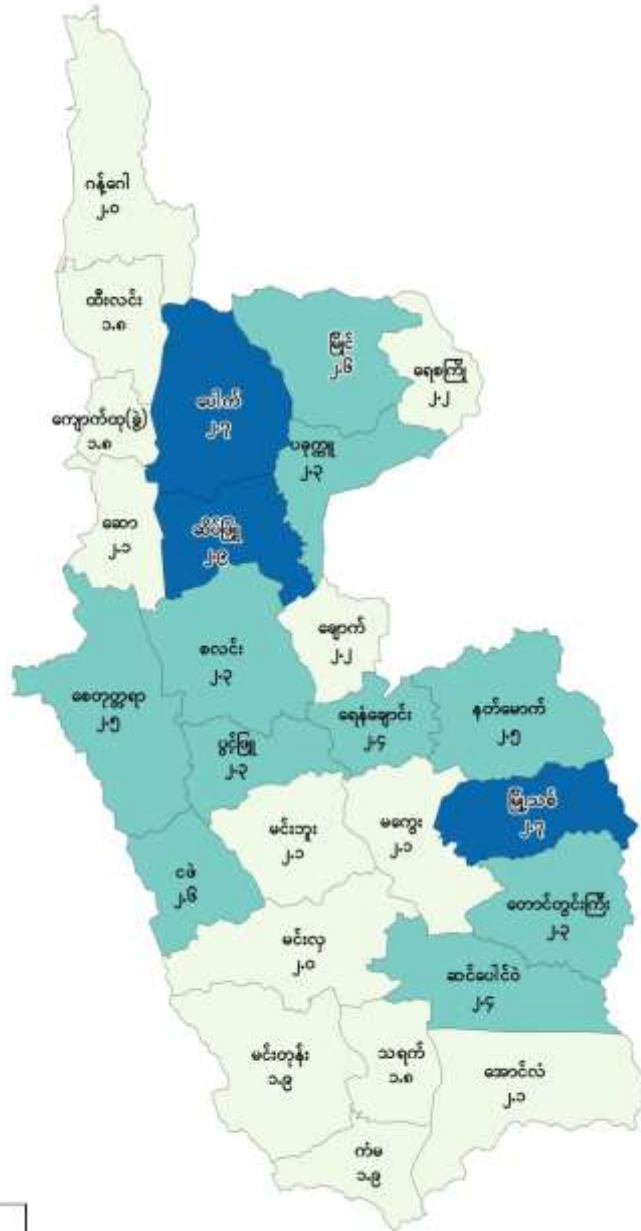 ဂန့်ဂေါ
၂.၀
ထီးလင်း
၁.၈
မြိုင်
၂.၆
ရေစကြို
၂.၂
ပေါက်
၂.၇
ကျောက်ထု(ခွဲ)
၁.၈
ပခုက္ကူ
၂.၃
ဆော
၂.၁
ဆိပ်ဖြူ
၂.၉
ချောက်
၂.၂
စလင်း
၂.၃
စေတုတ္တရာ
၂.၅
ရေနံချောင်း
၂.၄
နတ်မောက်
၂.၅
ပွင့်ဖြူ
၂.၃
မြို့သစ်
၂.၇
မင်းဘူး
၂.၁
မကွေး
၂.၁
ငဖဲ
၂.၆
တောင်တွင်းကြီး
၂.၃
မင်းလှ
၂.၀
ဆင်ပေါင်ဝဲ
၂.၄
မင်းတုန်း
၁.၉
သရက်
၁.၈
အောင်လံ
၂.၁
ကံမ
၁.၉